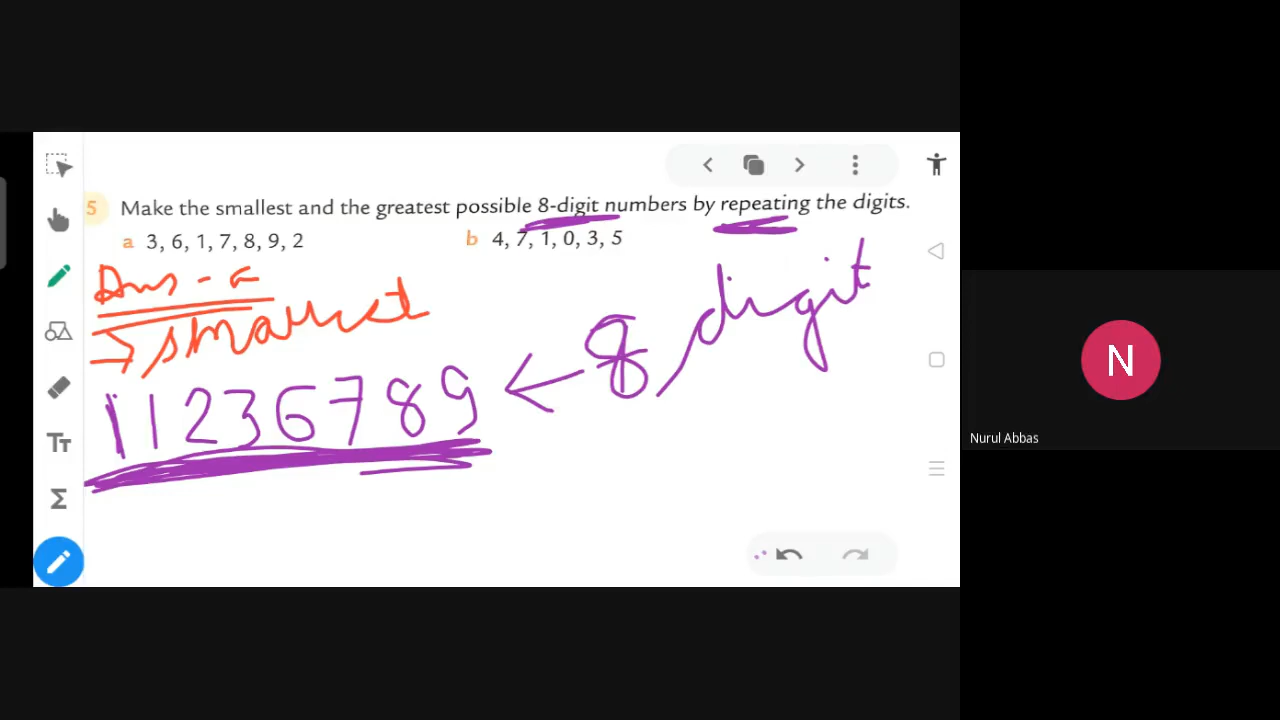 5 Make the smallest and the greatest possible 8-digit numbers by repeating the digits.
a 3, 6, 1, 7, 8, 9, 2
b 4, 7, 1, 0, 3, 5
Ans - a
→ smallest
11236789 ← 8 digit
Tт
Σ
N
Nurul Abbas